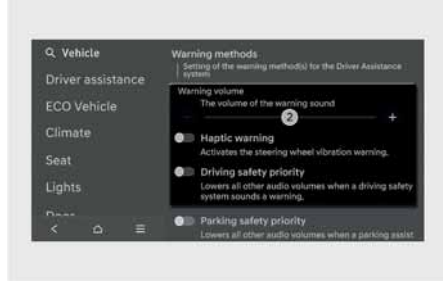 Vehicle
Driver assistance
ECO Vehicle
Climate
Seat
Lights
Doors
Warning methods
Setting of the warning method(s) for the Driver Assistance
system
Warning volume
The volume of the warning sound
- 2 +
Haptic warning
Activates the steering wheel vibration warning.
Driving safety priority
Lowers all other audio volumes when a driving safety
system sounds a warning.
Parking safety priority
Lowers all other audio volumes when a parking assist